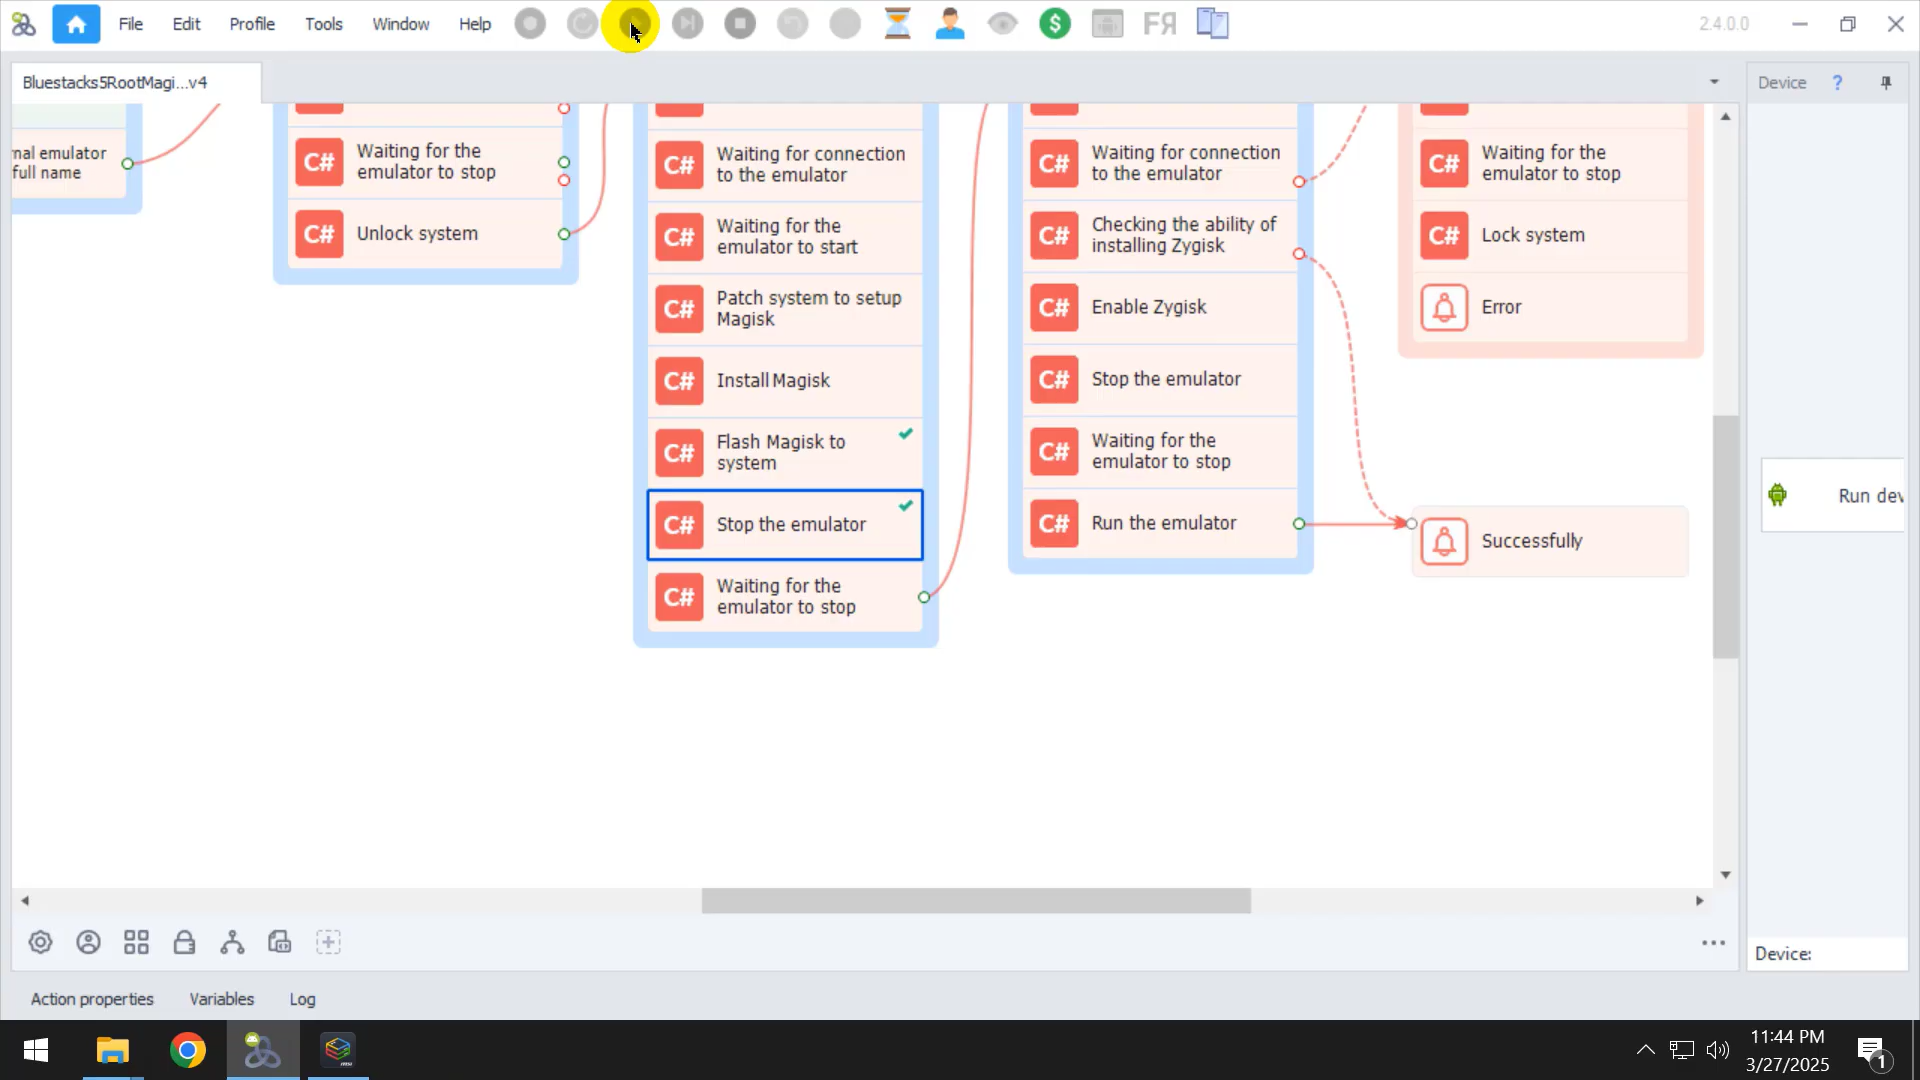 File
Edit
Profile
Tools
Window
Help
$
FR
2.4.0.0
Bluestacks5RootMagi...v4
Device
?
nal emulator
full name
C#
Waiting for the
emulator to stop
C#
Unlock system
C#
Waiting for connection
to the emulator
C#
Waiting for the
emulator to start
C#
Patch system to setup
Magisk
C#
Install Magisk
C#
Flash Magisk to
system
C#
Stop the emulator
C#
Waiting for the
emulator to stop
C#
Waiting for connection
to the emulator
C#
Checking the ability of
installing Zygisk
C#
Enable Zygisk
C#
Stop the emulator
C#
Waiting for the
emulator to stop
C#
Run the emulator
C#
Waiting for the
emulator to stop
C#
Lock system
Error
Successfully
Run dev
Device:
Action properties
Variables
Log
11:44 PM
3/27/2025
1